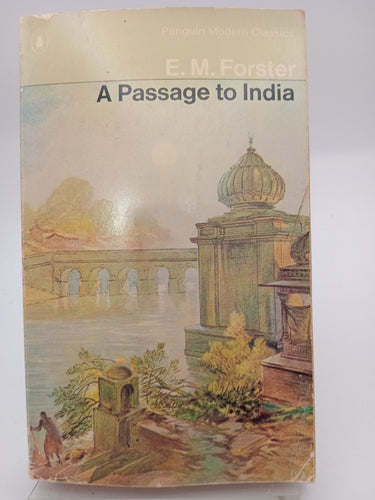 Penguin Modern Classics
E. M. Forster
A Passage to India